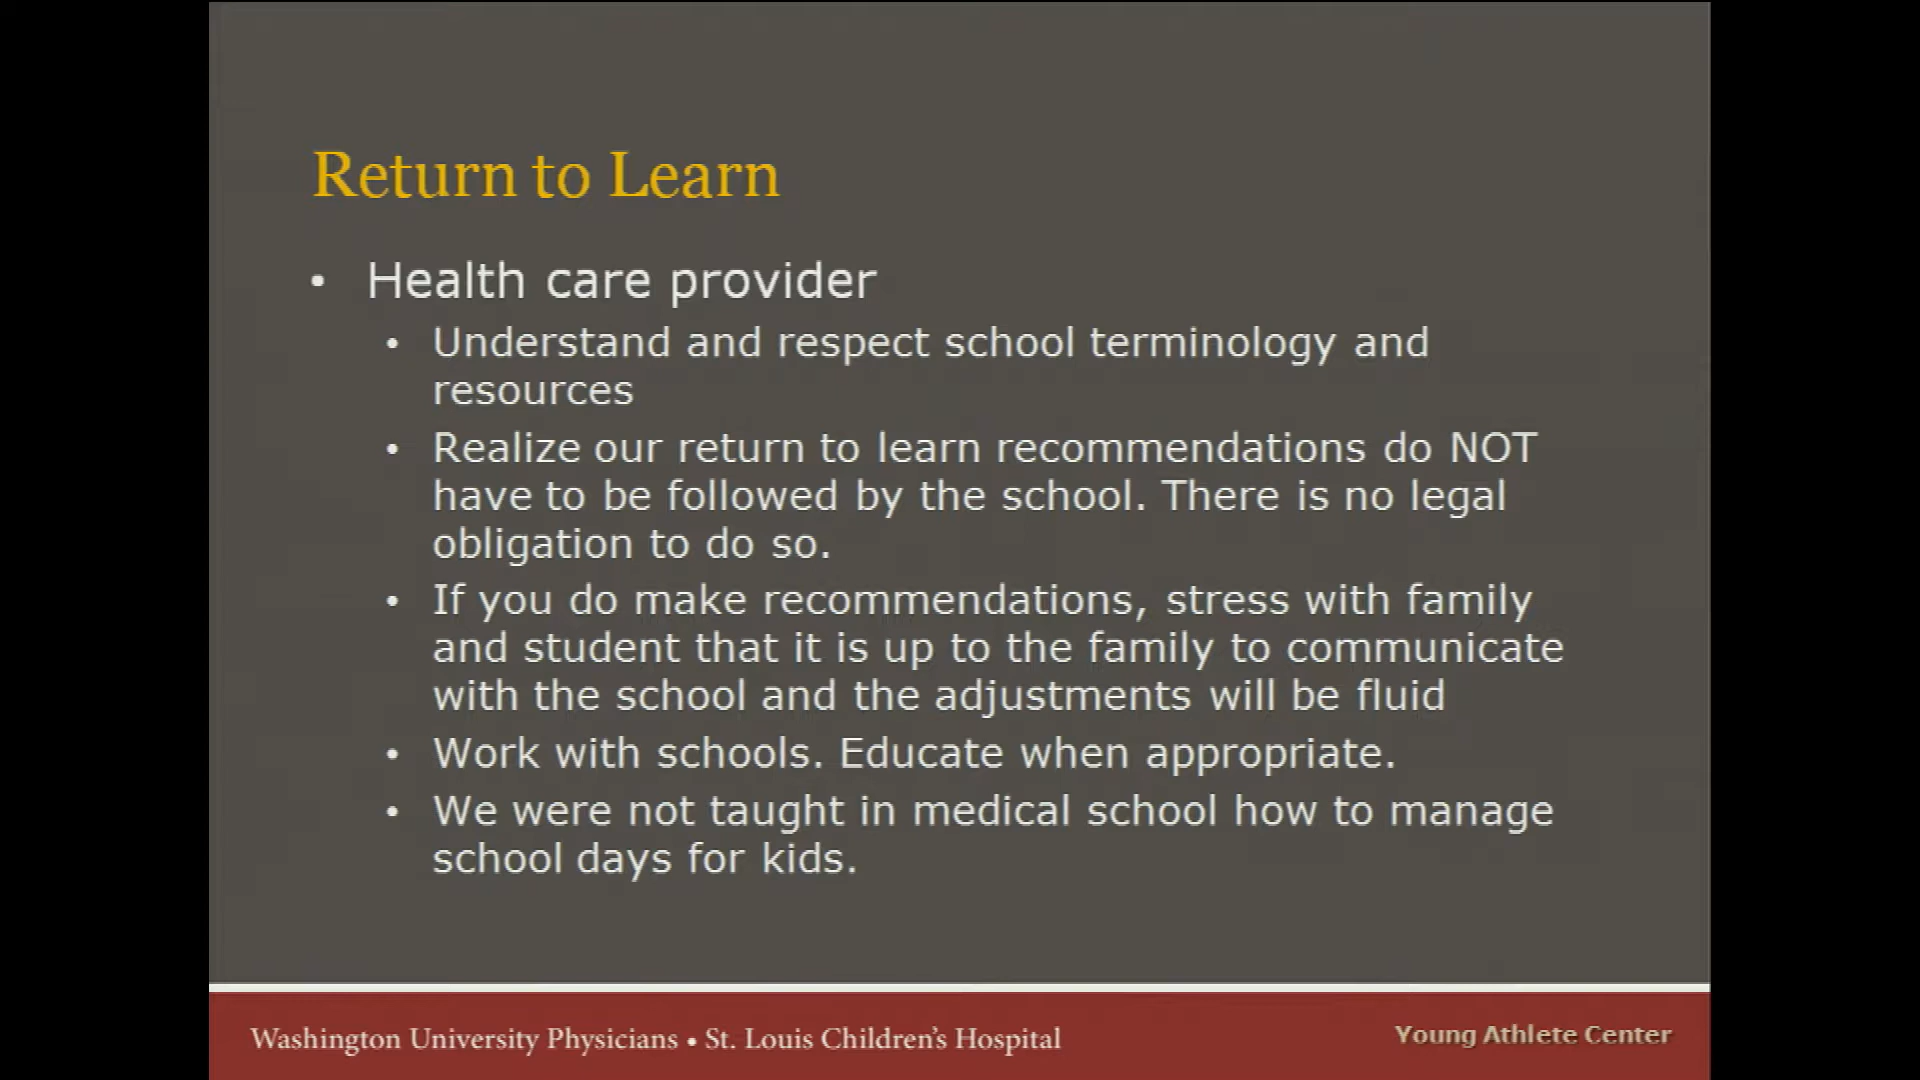 Return to Learn
• Health care provider
• Understand and respect school terminology and
resources
• Realize our return to learn recommendations do NOT
have to be followed by the school. There is no legal
obligation to do so.
• If you do make recommendations, stress with family
and student that it is up to the family to communicate
with the school and the adjustments will be fluid
• Work with schools. Educate when appropriate.
• We were not taught in medical school how to manage
school days for kids.
Washington University Physicians • St. Louis Children's Hospital
Young Athlete Center